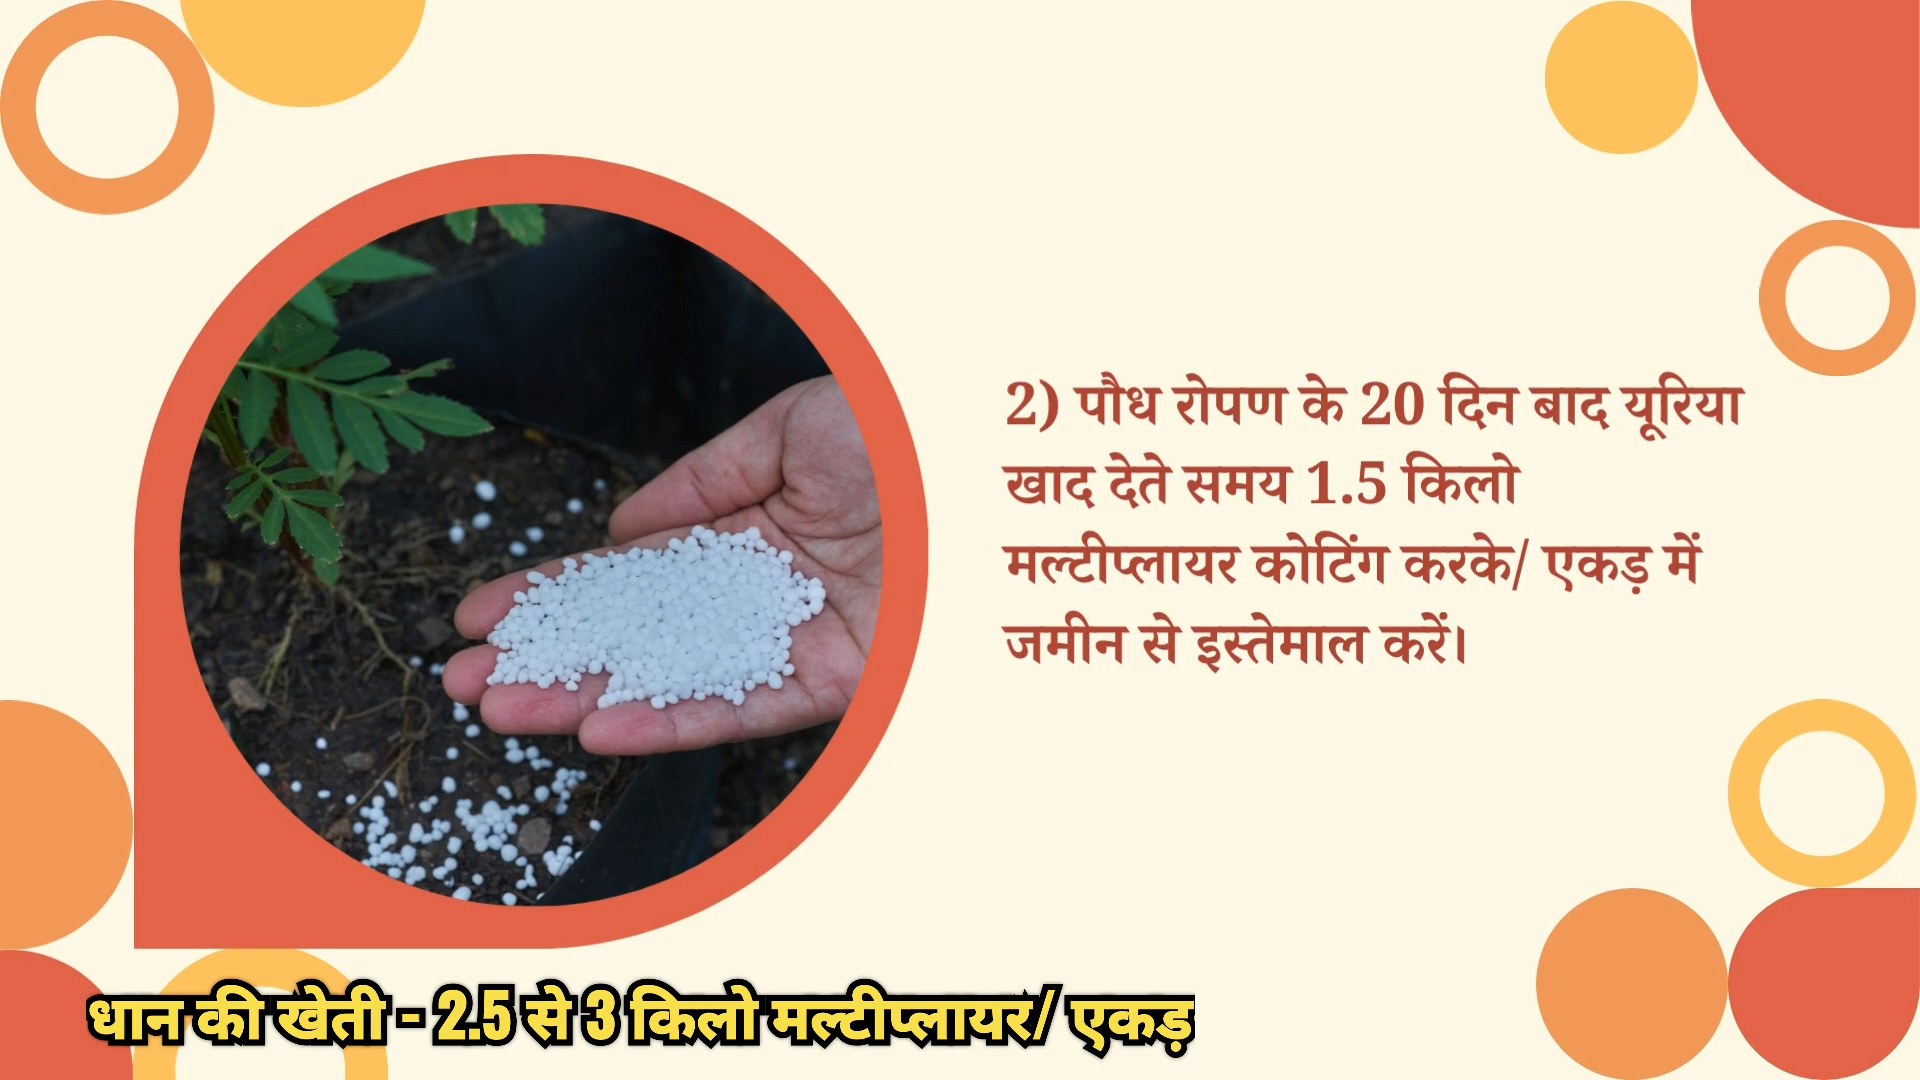 2) पौध रोपण के 20 दिन बाद यूरिया
खाद देते समय 1.5 किलो
मल्टीप्लायर कोटिंग करके/ एकड़ में
जमीन से इस्तेमाल करें।
धान की खेती - 2.5 से 3 किलो मल्टीप्लायर/ एकड़